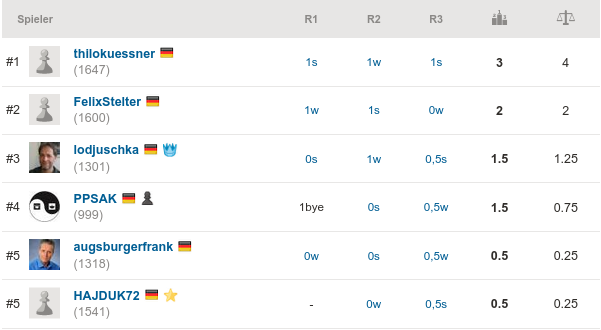 Spieler R1 R2 R3
#1 thilokuessner 1s 1w 1s 3 4
(1647)
#2 FelixStelter 1w 1s 0w 2 2
(1600)
#3 lodjuschka 0s 1w 0,5s 1.5 1.25
(1301)
#4 PPSAK 1bye 0s 0,5w 1.5 0.75
(999)
#5 augsburgerfrank 0w 0s 0,5w 0.5 0.25
(1318)
#5 HAJDUK72 - 0w 0,5s 0.5 0.25
(1541)